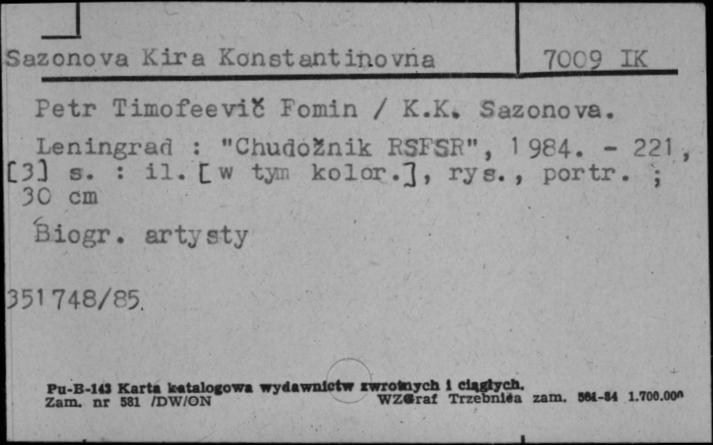 Sazonova Kira Konstantinovna 7009 IK
Petr Timofeevič Fomin / K.K. Sazonova.
Leningrad : "Chudožnik RSFSR", 1984. - 221,
[3] s. : il. [w tym kolor.], rys., portr. ;
30 cm
Biogr. artysty
351748/85.
Pu-B-143 Karta katalogowa wydawnictw zwrotnych i ciągłych.
Zam. nr 581 /DW/ON WZGraf Trzebnica zam. 564-84 1.700.000